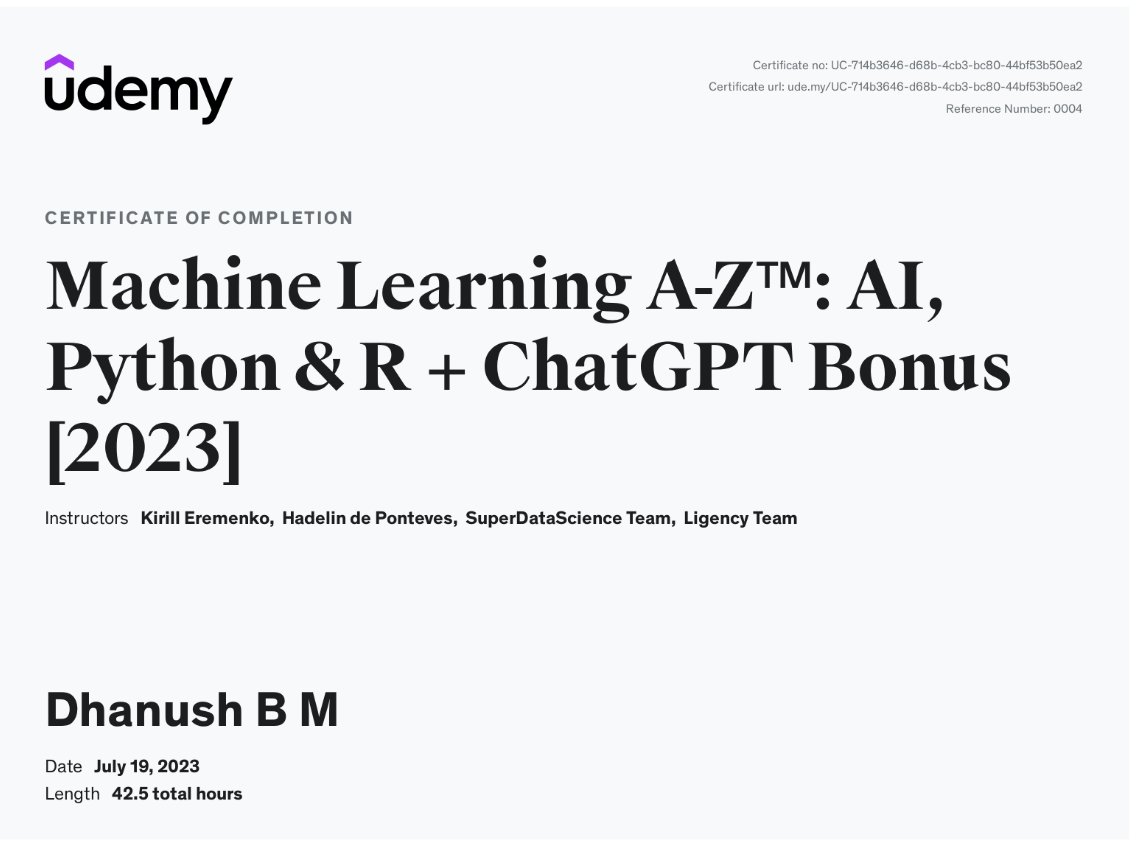 udemy
Certificate no: UC-714b3646-d68b-4cb3-bc80-44bf53b50ea2
Certificate url: ude.my/UC-714b3646-d68b-4cb3-bc80-44bf53b50ea2
Reference Number: 0004
CERTIFICATE OF COMPLETION
Machine Learning A-Z™: AI,
Python & R + ChatGPT Bonus
[2023]
Instructors Kirill Eremenko, Hadelin de Ponteves, SuperDataScience Team, Ligency Team
Dhanush B M
Date July 19, 2023
Length 42.5 total hours